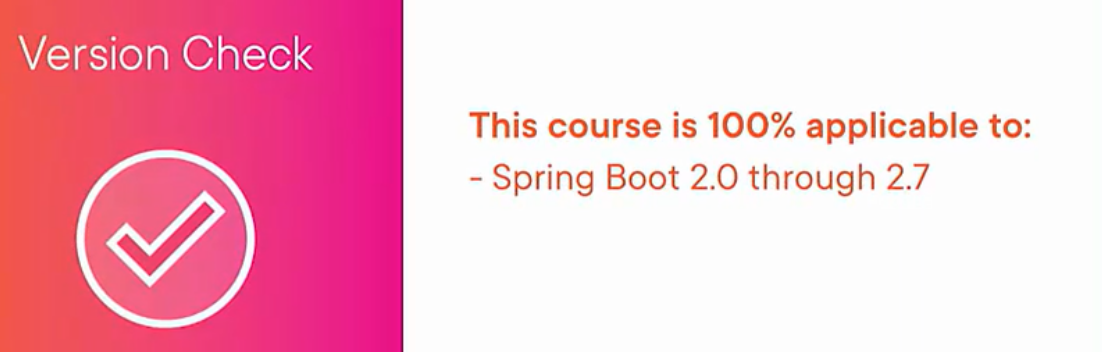 Version Check
This course is 100% applicable to:
- Spring Boot 2.0 through 2.7